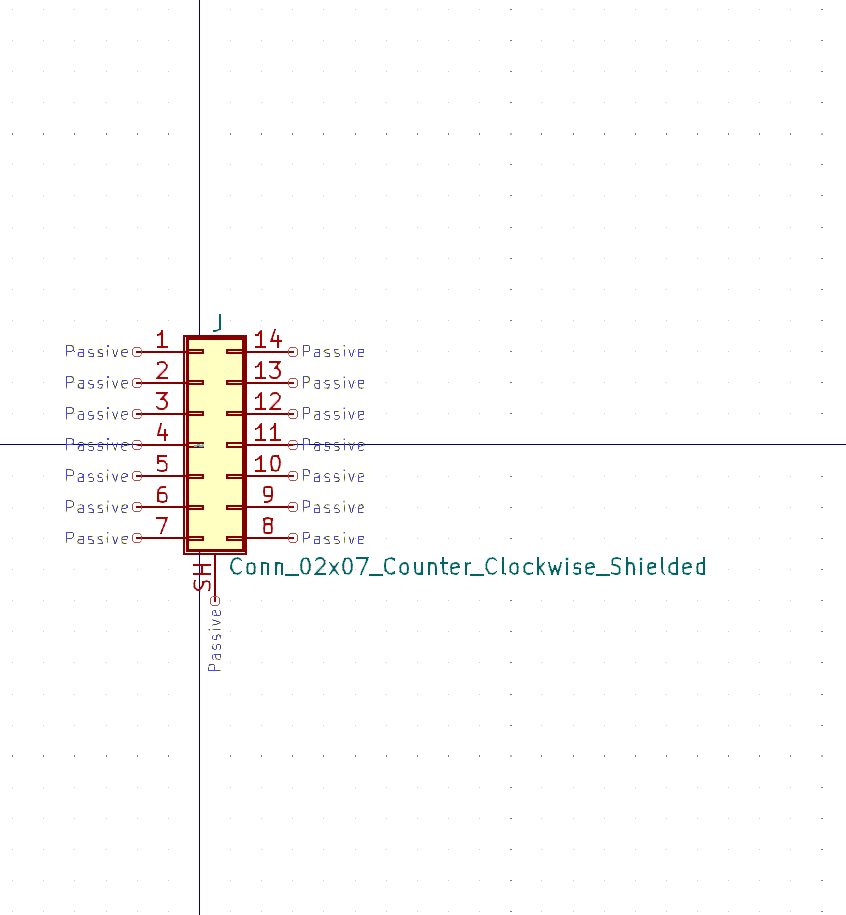 J
Passive 1 14 Passive
Passive 2 13 Passive
Passive 3 12 Passive
Passive 4 11 Passive
Passive 5 10 Passive
Passive 6 9 Passive
Passive 7 8 Passive
Conn_02x07_Counter_Clockwise_Shielded
SH
Passive